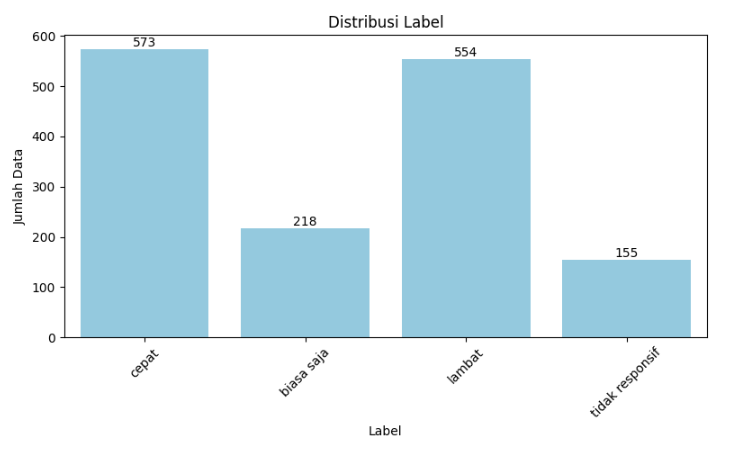 Distribusi Label
600
573
554
500
400
300
218
200
155
100
0
Jumlah Data
cepat
biasa saja
lambat
tidak responsif
Label